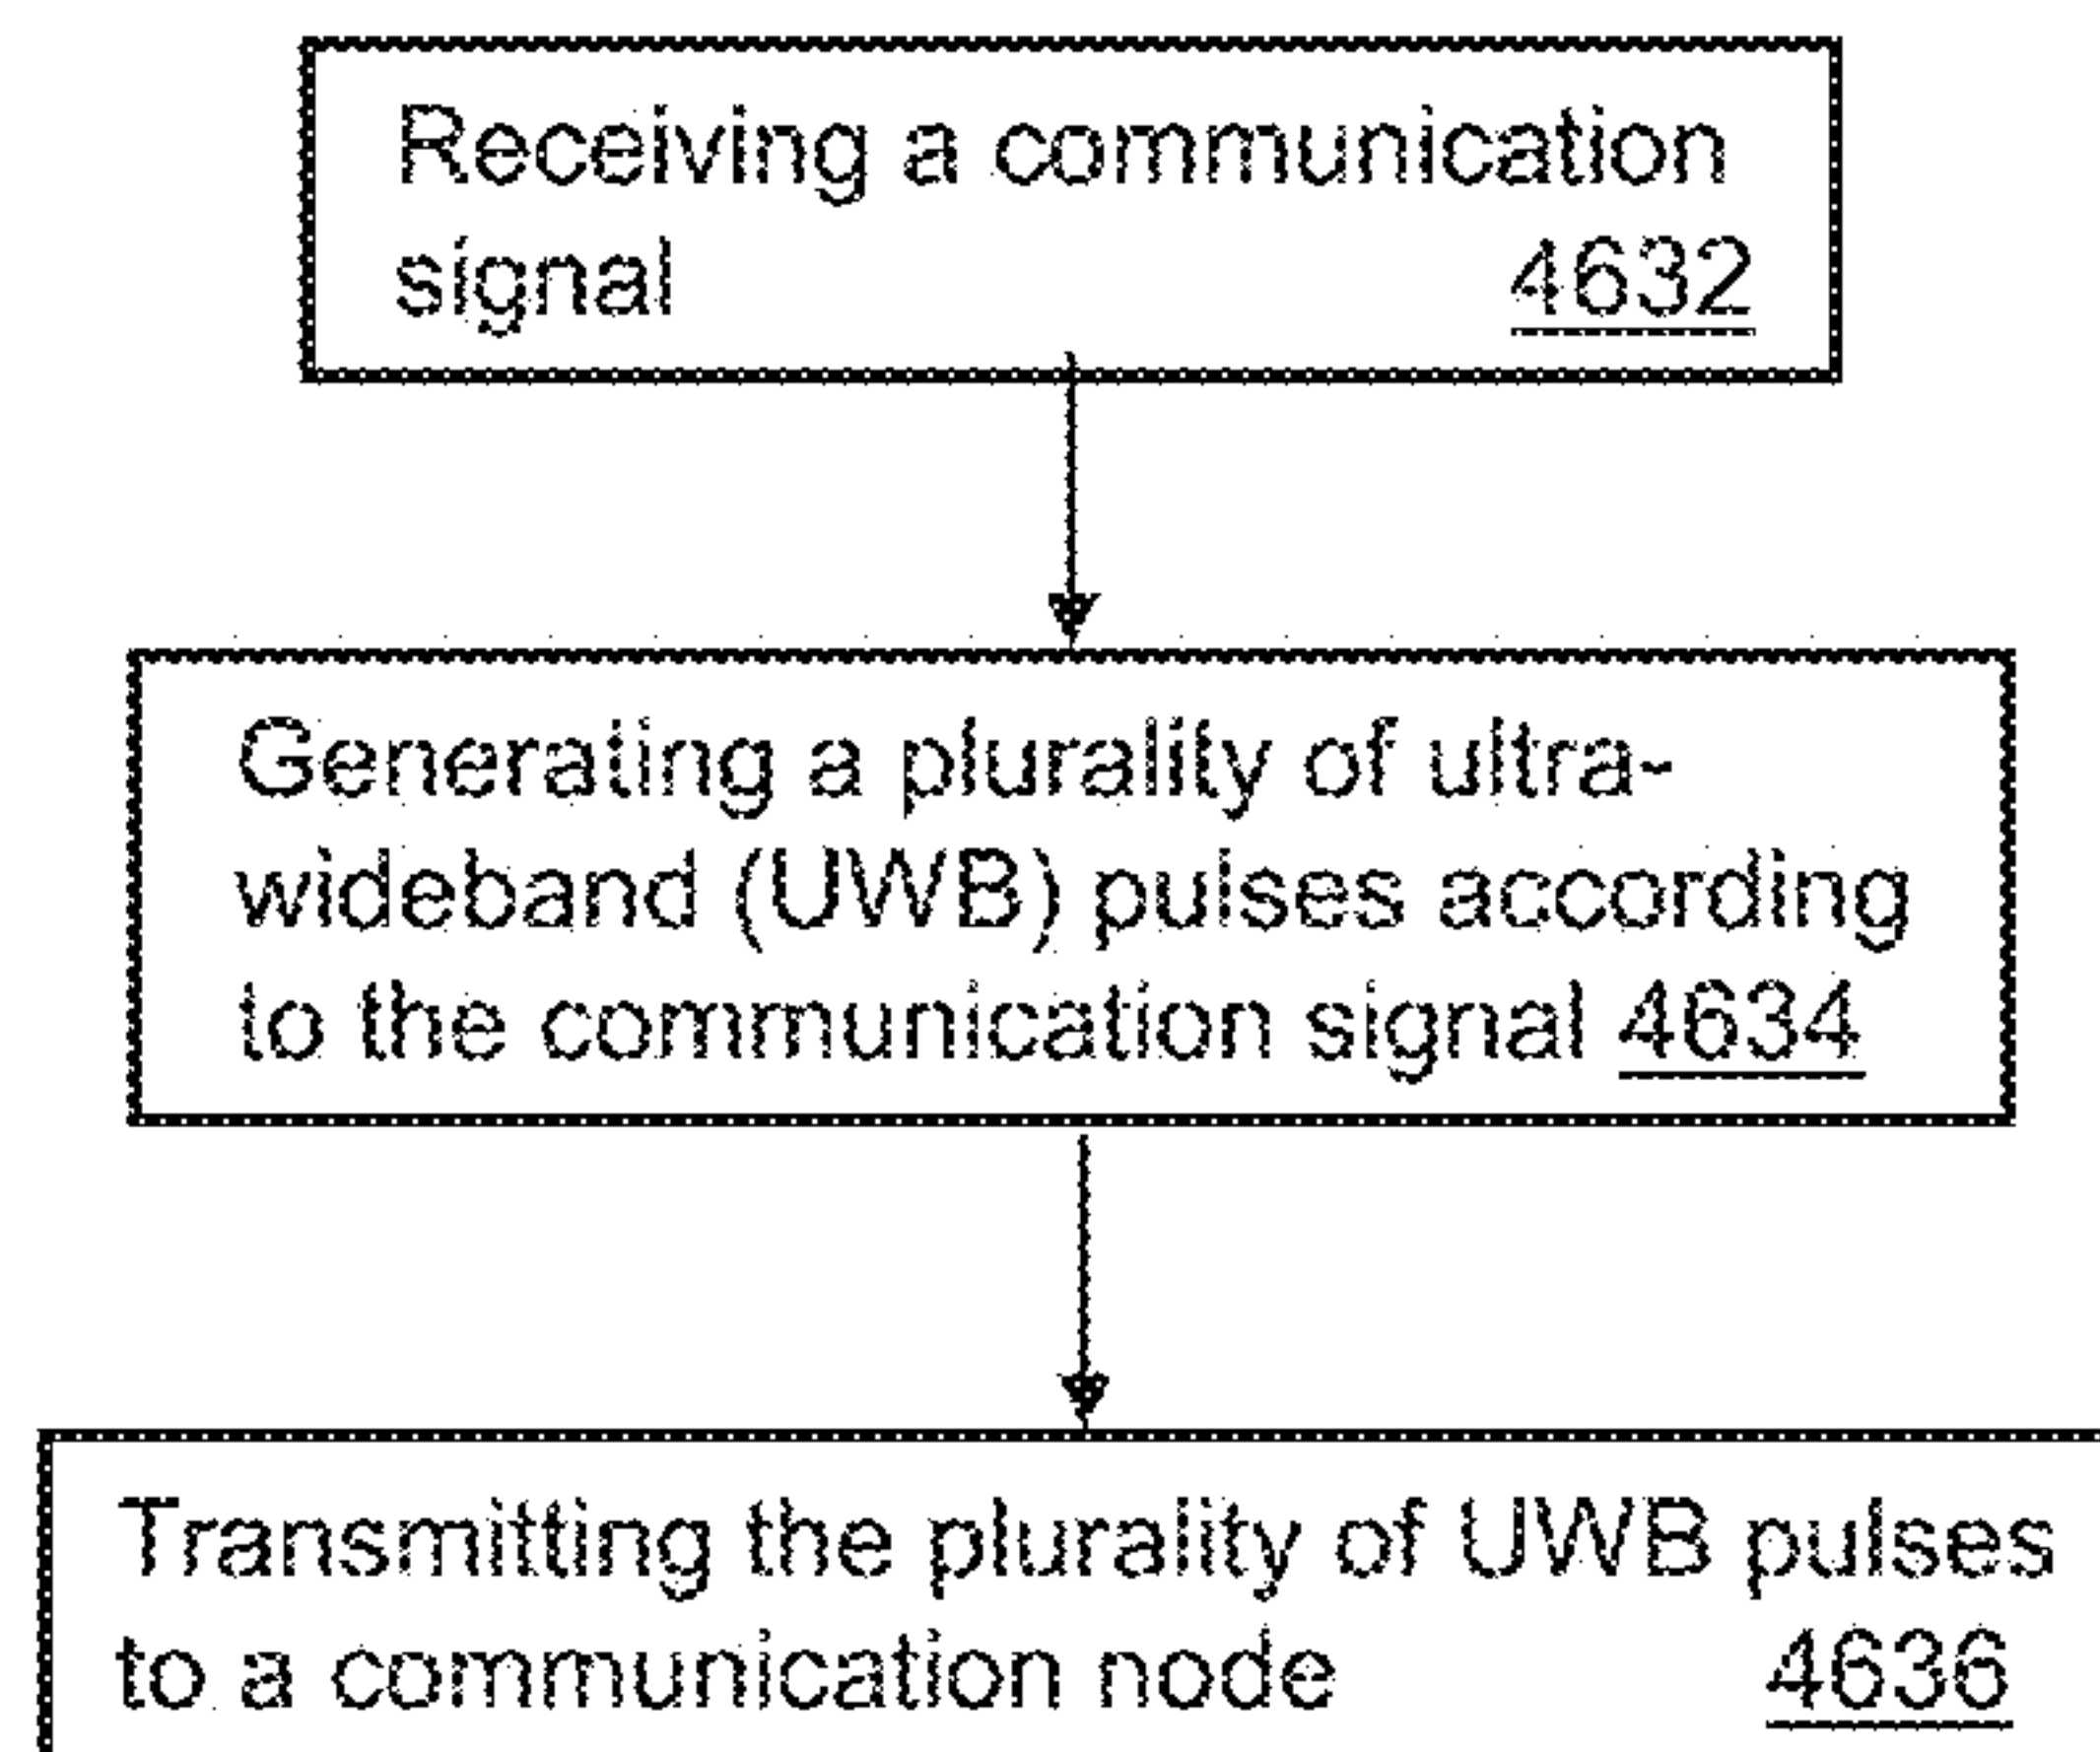 Receiving a communication
signal 4632
Generating a plurality of ultra-
wideband (UWB) pulses according
to the communication signal 4634
Transmitting the plurality of UWB pulses
to a communication node 4636